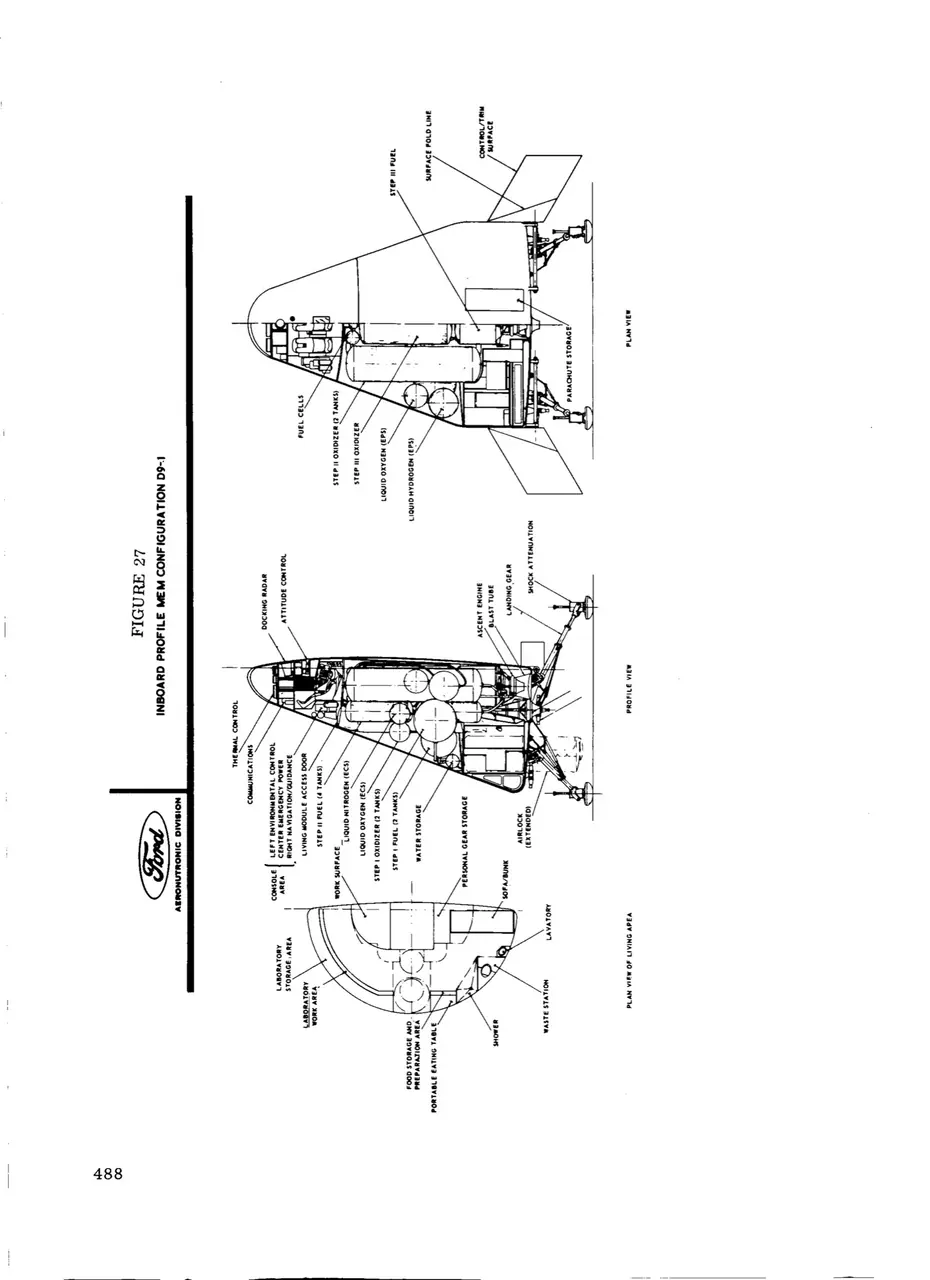 FIGURE 27
INBOARD PROFILE MEM CONFIGURATION D9-1
Ford
AERONUTRONIC DIVISION
LABORATORY
STORAGE AREA
LABORATORY
WORK AREA
FOOD STORAGE AND
PREPARATION AREA
PORTABLE EATING TABLE
SHOWER
WASTE STATION
LAVATORY
SOFA/BUNK
PERSONAL GEAR STORAGE
WORK SURFACE
PLAN VIEW OF LIVING AREA
THERMAL CONTROL
COMMUNICATIONS
CONSOLE
AREA
LEFT ENVIRONMENTAL CONTROL
CENTER EMERGENCY POWER
RIGHT NAVIGATION/GUIDANCE
LIVING MODULE ACCESS DOOR
STEP II FUEL (4 TANKS)
LIQUID NITROGEN (ECS)
LIQUID OXYGEN (ECS)
STEP I OXIDIZER (2 TANKS)
STEP I FUEL (2 TANKS)
WATER STORAGE
AIRLOCK
(EXTENDED)
DOCKING RADAR
ATTITUDE CONTROL
ASCENT ENGINE
BLAST TUBE
LANDING GEAR
SHOCK ATTENUATION
PROFILE VIEW
FUEL CELLS
STEP II OXIDIZER (2 TANKS)
STEP III OXIDIZER
LIQUID OXYGEN (EPS)
LIQUID HYDROGEN (EPS)
STEP III FUEL
SURFACE FOLD LINE
CONTROL/TRIM
SURFACE
PARACHUTE STORAGE
PLAN VIEW
488